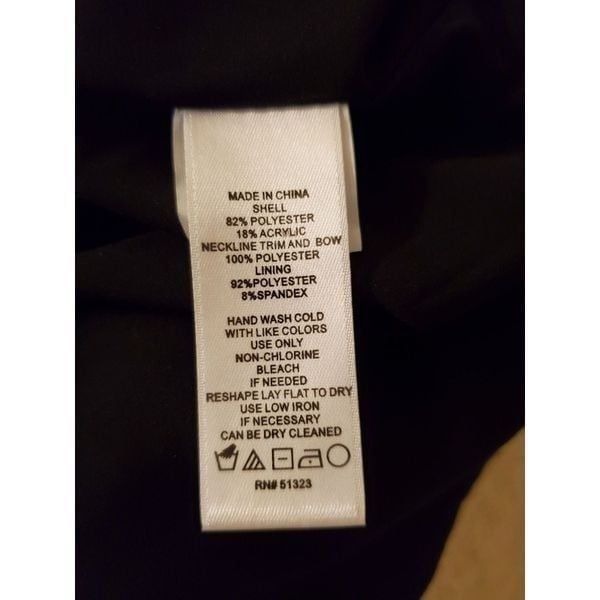 MADE IN CHINA
SHELL
82% POLYESTER
18% ACRYLIC
NECKLINE TRIM AND BOW
100% POLYESTER
LINING
92%POLYESTER
8%SPANDEX
HAND WASH COLD
WITH LIKE COLORS
USE ONLY
NON-CHLORINE
BLEACH
IF NEEDED
RESHAPE LAY FLAT TO DRY
USE LOW IRON
IF NECESSARY
CAN BE DRY CLEANED
RN# 51323